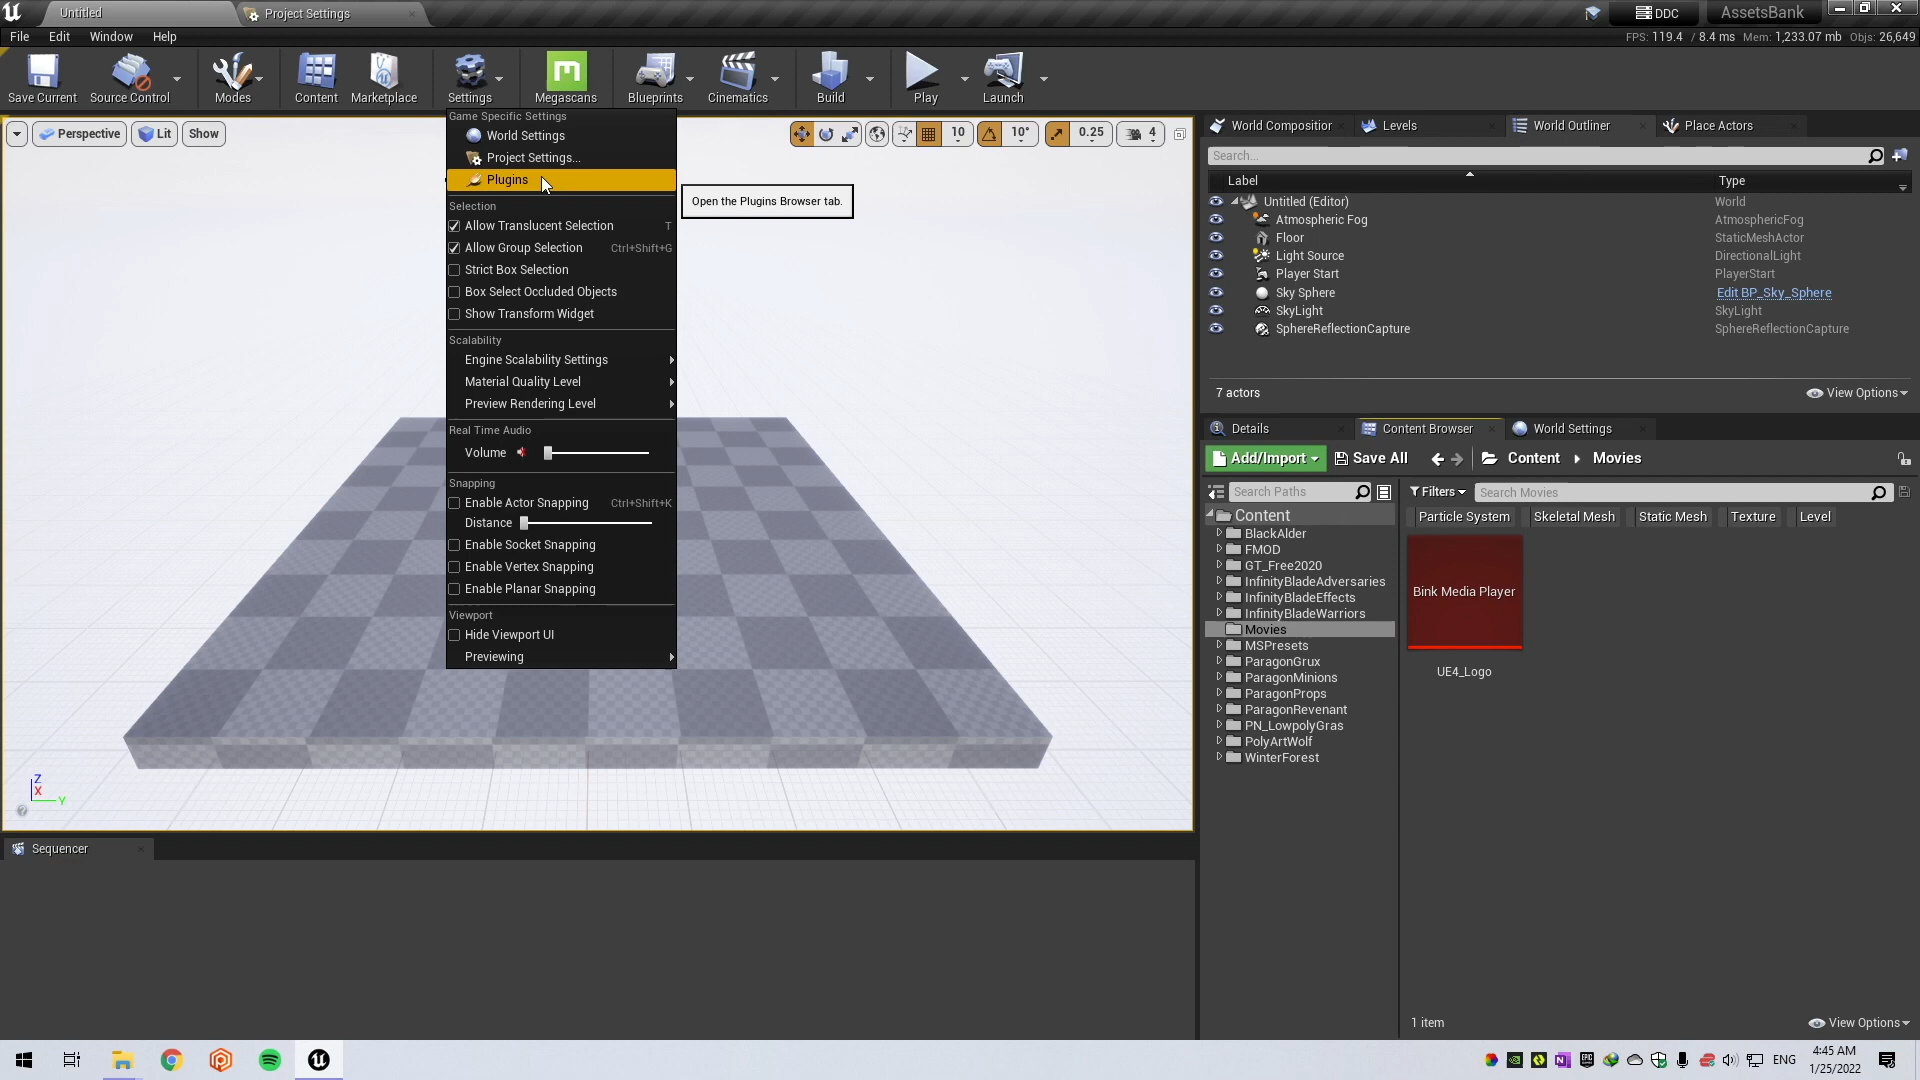 Untitled
Project Settings
DDC
AssetsBank
File Edit Window Help
FPS: 119.4 / 8.4 ms Mem: 1,233.07 mb Objs: 26,649
Save Current
Source Control
Modes
Content
Marketplace
Settings
Megascans
Blueprints
Cinematics
Build
Play
Launch
Perspective
Lit
Show
10
10°
0.25
4
Game Specific Settings
World Settings
Project Settings...
Plugins
Open the Plugins Browser tab.
Selection
Allow Translucent Selection T
Allow Group Selection Ctrl+Shift+G
Strict Box Selection
Box Select Occluded Objects
Show Transform Widget
Scalability
Engine Scalability Settings
Material Quality Level
Preview Rendering Level
Real Time Audio
Volume
Snapping
Enable Actor Snapping Ctrl+Shift+K
Distance
Enable Socket Snapping
Enable Vertex Snapping
Enable Planar Snapping
Viewport
Hide Viewport UI
Previewing
Z
X
Y
Sequencer
World Compositior
Levels
World Outliner
Place Actors
Search...
Label Type
Untitled (Editor) World
Atmospheric Fog AtmosphericFog
Floor StaticMeshActor
Light Source DirectionalLight
Player Start PlayerStart
Sky Sphere Edit BP_Sky_Sphere
SkyLight SkyLight
SphereReflectionCapture SphereReflectionCapture
7 actors
View Options
Details
Content Browser
World Settings
Add/Import
Save All
Content
Movies
Search Paths
Filters
Search Movies
Particle System
Skeletal Mesh
Static Mesh
Texture
Level
Content
BlackAlder
FMOD
GT_Free2020
InfinityBladeAdversaries
InfinityBladeEffects
InfinityBladeWarriors
Movies
MSPresets
ParagonGrux
ParagonMinions
ParagonProps
ParagonRevenant
PN_LowpolyGras
PolyArtWolf
WinterForest
Bink Media Player
UE4_Logo
1 item
View Options
ENG
4:45 AM
1/25/2022